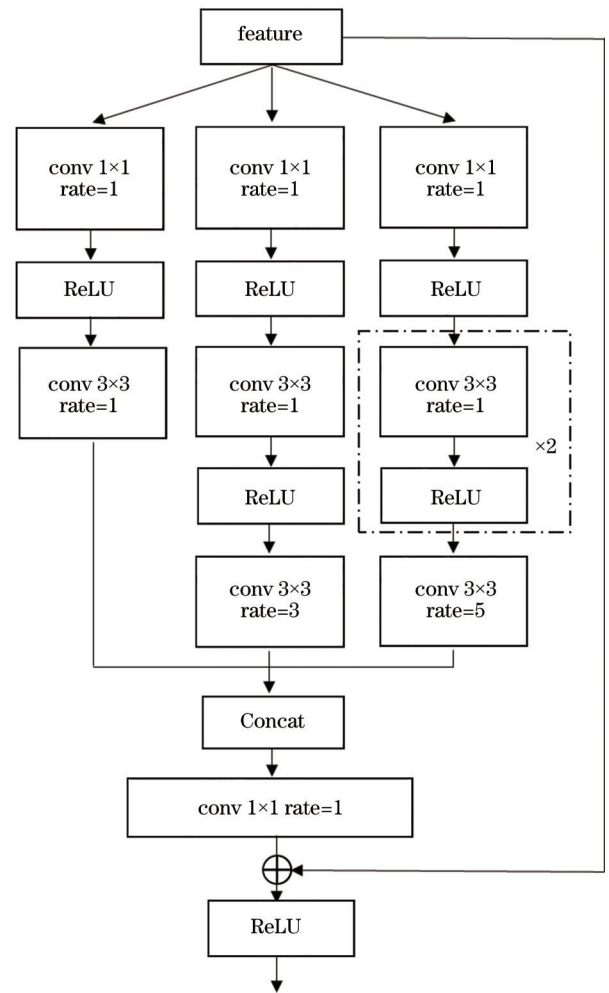 feature
conv 1×1
rate=1
conv 1×1
rate=1
conv 1×1
rate=1
ReLU
ReLU
ReLU
conv 3×3
rate=1
conv 3×3
rate=1
conv 3×3
rate=1
×2
ReLU
ReLU
conv 3×3
rate=3
conv 3×3
rate=5
Concat
conv 1×1 rate=1
ReLU